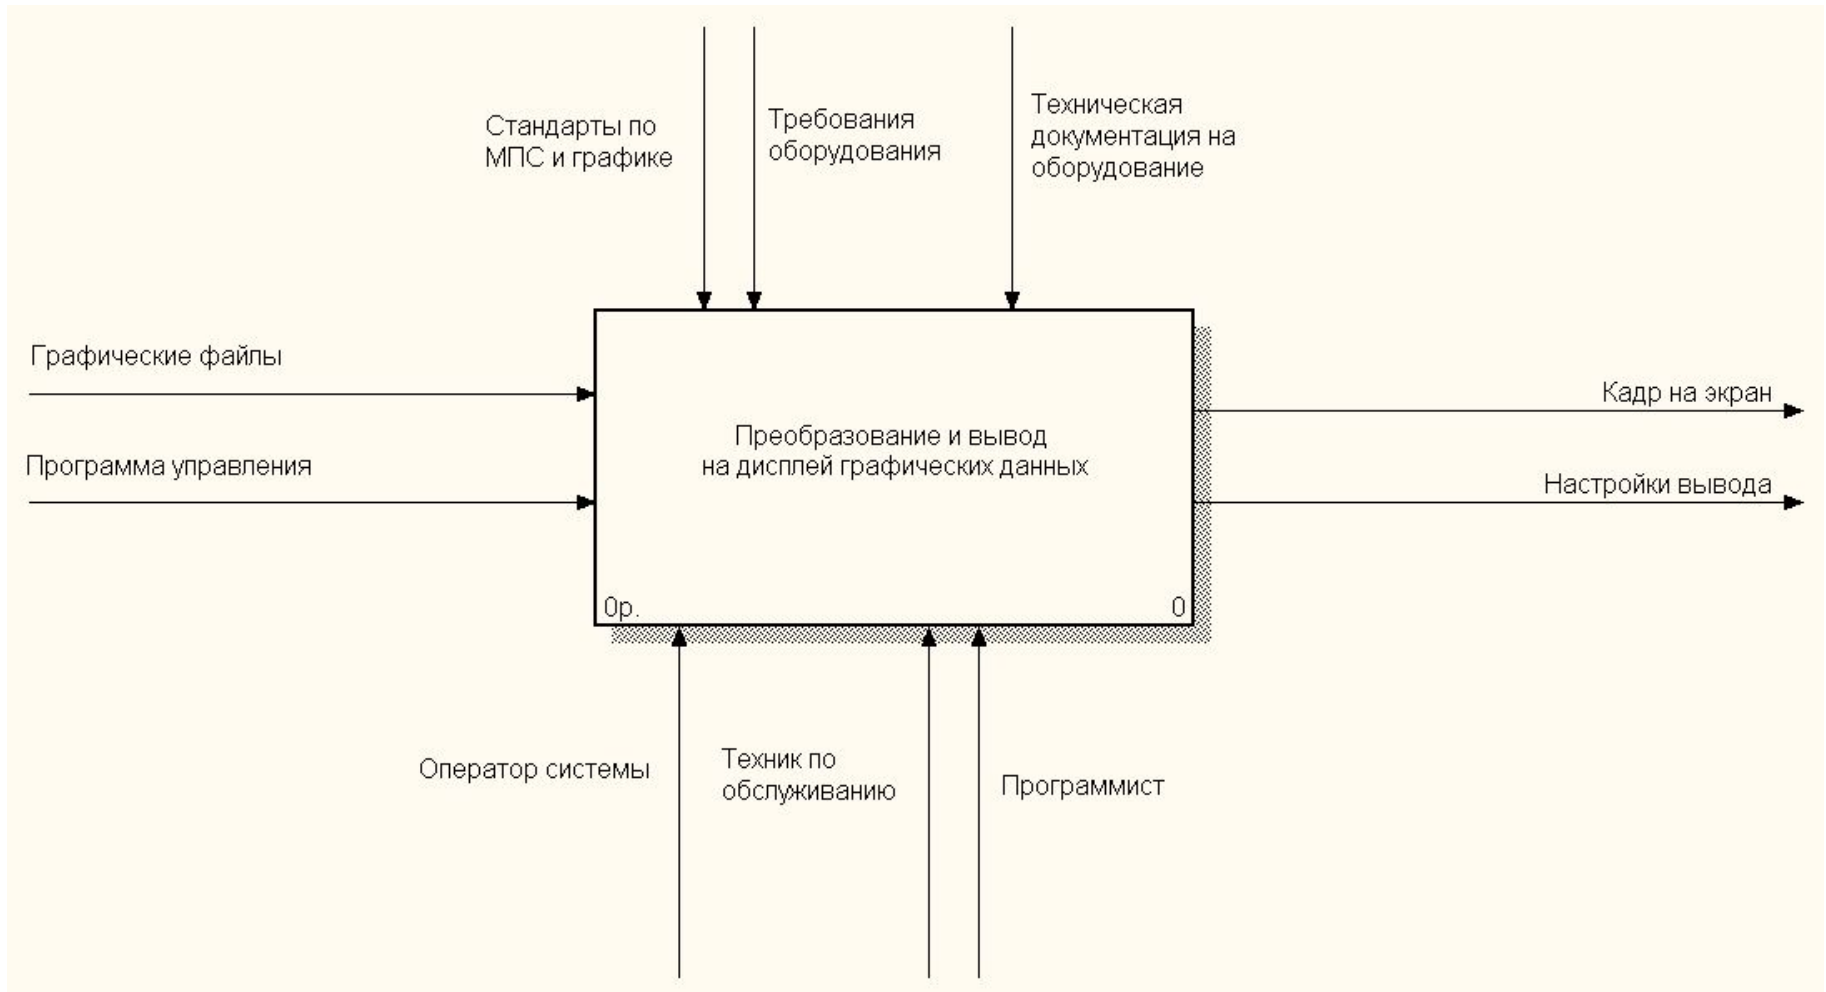 Стандарты по
МПС и графике
Требования
оборудования
Техническая
документация на
оборудование
Графические файлы
Программа управления
Преобразование и вывод
на дисплей графических данных
0р.
0
Кадр на экран
Настройки вывода
Оператор системы
Техник по
обслуживанию
Программист